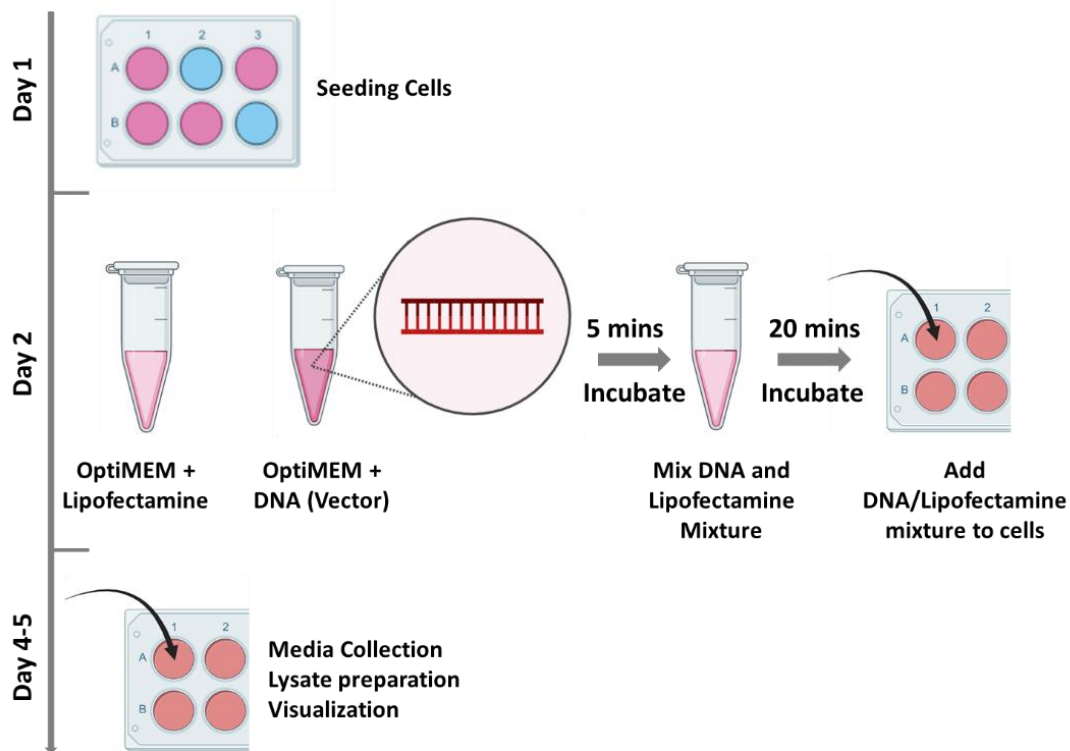 Day 1
1 2 3
A
B
Seeding Cells
Day 2
5 mins
Incubate
20 mins
Incubate
1 2
A
B
OptiMEM +
Lipofectamine
OptiMEM +
DNA (Vector)
Mix DNA and
Lipofectamine
Mixture
Add
DNA/Lipofectamine
mixture to cells
Day 4-5
1 2
A
B
Media Collection
Lysate preparation
Visualization